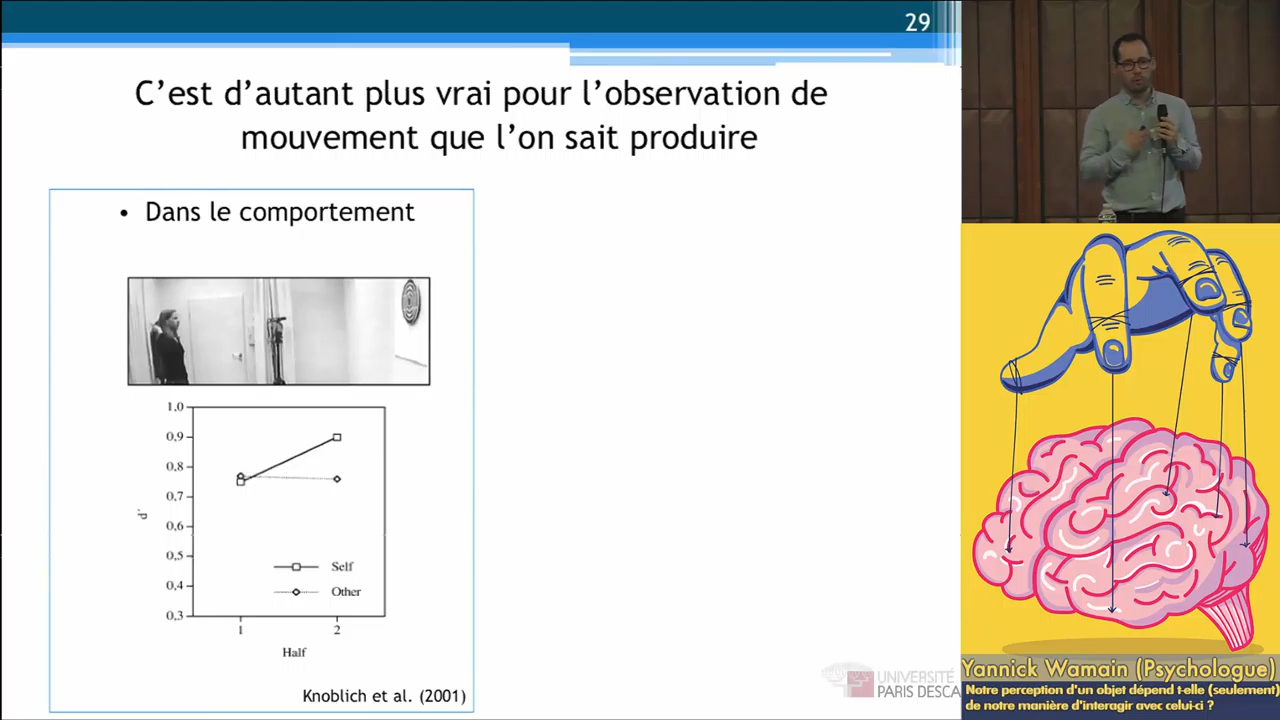 29
C’est d’autant plus vrai pour l’observation de
mouvement que l’on sait produire
• Dans le comportement
1.0
0,9
0,8
0,7
0,6
0,5
0,4
0,3
d´
Self
Other
1
2
Half
Knoblich et al. (2001)
UNIVERSITÉ
PARIS DESCA
Yannick Wamain (Psychologue)
Notre perception d'un objet dépend t-elle (seulement)
de notre manière d'interagir avec celui-ci ?